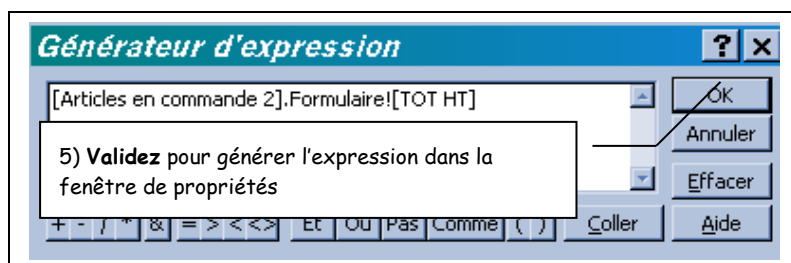 Générateur d'expression
? ×
[Articles en commande 2].Formulaire![TOT HT]
OK
Annuler
5) Validez pour générer l'expression dans la
fenêtre de propriétés
Effacer
+ - / * & = > < <> Et Ou Pas Comme ( ) Coller Aide